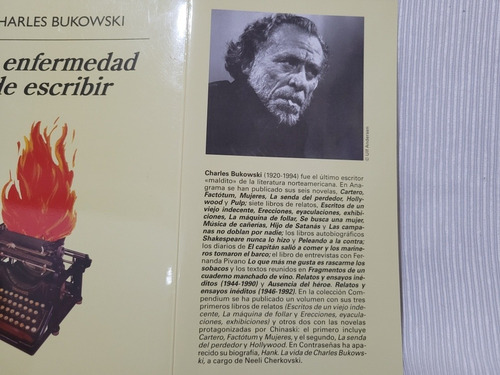 CHARLES BUKOWSKI
enfermedad
de escribir
© Ulf Andersen
Charles Bukowski (1920-1994) fue el último escritor
«maldito» de la literatura norteamericana. En Ana-
grama se han publicado sus seis novelas, Cartero,
Factótum, Mujeres, La senda del perdedor, Holly-
wood y Pulp; siete libros de relatos, Escritos de un
viejo indecente, Erecciones, eyaculaciones, exhibi-
ciones, La máquina de follar, Se busca una mujer,
Música de cañerías, Hijo de Satanás y Las campa-
nas no doblan por nadie; los libros autobiográficos
Shakespeare nunca lo hizo y Peleando a la contra;
los diarios de El capitán salió a comer y los marine-
ros tomaron el barco; el libro de entrevistas con Fer-
nanda Pivano Lo que más me gusta es rascarme los
sobacos y los textos reunidos en Fragmentos de un
cuaderno manchado de vino. Relatos y ensayos iné-
ditos (1944-1990) y Ausencia del héroe. Relatos y
ensayos inéditos (1946-1992). En la colección Com-
pendium se ha publicado un volumen con sus tres
primeros libros de relatos (Escritos de un viejo inde-
cente, La máquina de follar y Erecciones, eyacula-
ciones, exhibiciones) y otros dos con las novelas
protagonizadas por Chinaski: el primero incluye
Cartero, Factótum y Mujeres, y el segundo, La senda
del perdedor y Hollywood. En Contraseñas ha apa-
recido su biografía, Hank. La vida de Charles Bukows-
ki, a cargo de Neeli Cherkovski.